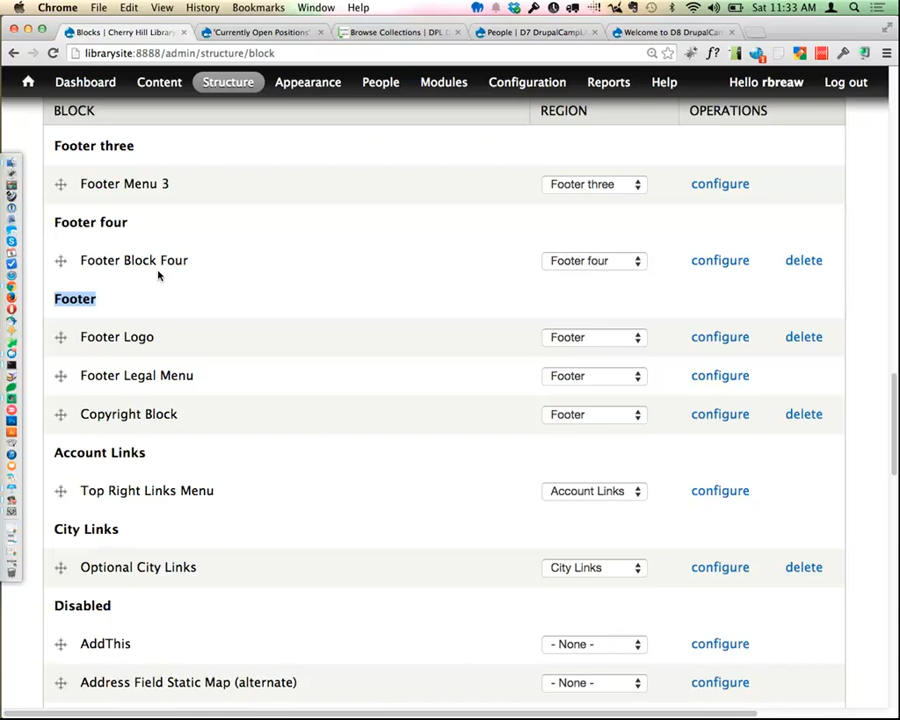 Chrome File Edit View History Bookmarks Window Help Sat 11:33 AM
Blocks | Cherry Hill Library × 'Currently Open Positions' × Browse Collections | DPL D × People | D7 DrupalCampLA × Welcome to D8 DrupalCam ×
librarysite:8888/admin/structure/block
Dashboard Content Structure Appearance People Modules Configuration Reports Help Hello rbreaw Log out
BLOCK REGION OPERATIONS
Footer three
Footer Menu 3 Footer three configure
Footer four
Footer Block Four Footer four configure delete
Footer
Footer Logo Footer configure delete
Footer Legal Menu Footer configure
Copyright Block Footer configure delete
Account Links
Top Right Links Menu Account Links configure
City Links
Optional City Links City Links configure delete
Disabled
AddThis - None - configure
Address Field Static Map (alternate) - None - configure